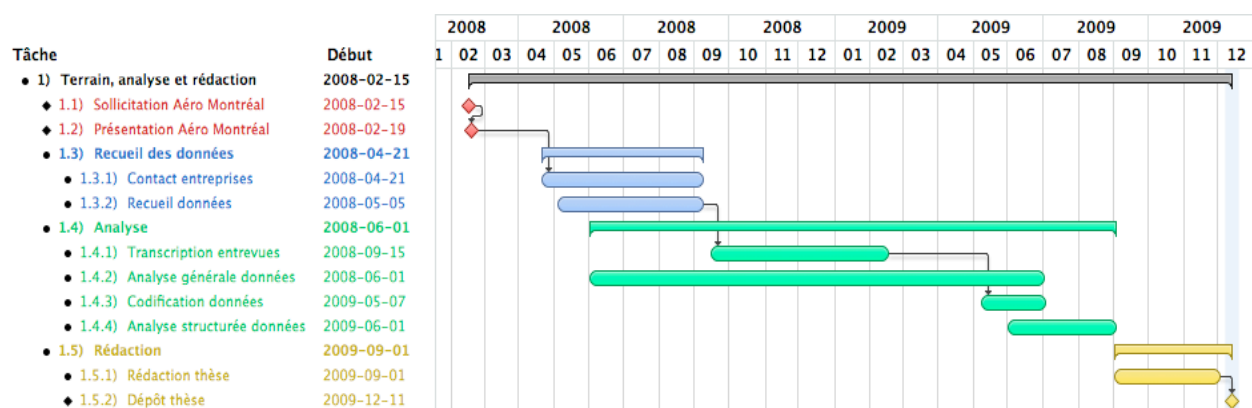 2008 2008 2008 2008 2009 2009 2009 2009
Tâche Début 1 02 03 04 05 06 07 08 09 10 11 12 01 02 03 04 05 06 07 08 09 10 11 12
1) Terrain, analyse et rédaction 2008-02-15
1.1) Sollicitation Aéro Montréal 2008-02-15
1.2) Présentation Aéro Montréal 2008-02-19
1.3) Recueil des données 2008-04-21
1.3.1) Contact entreprises 2008-04-21
1.3.2) Recueil données 2008-05-05
1.4) Analyse 2008-06-01
1.4.1) Transcription entrevues 2008-09-15
1.4.2) Analyse générale données 2008-06-01
1.4.3) Codification données 2009-05-07
1.4.4) Analyse structurée données 2009-06-01
1.5) Rédaction 2009-09-01
1.5.1) Rédaction thèse 2009-09-01
1.5.2) Dépôt thèse 2009-12-11